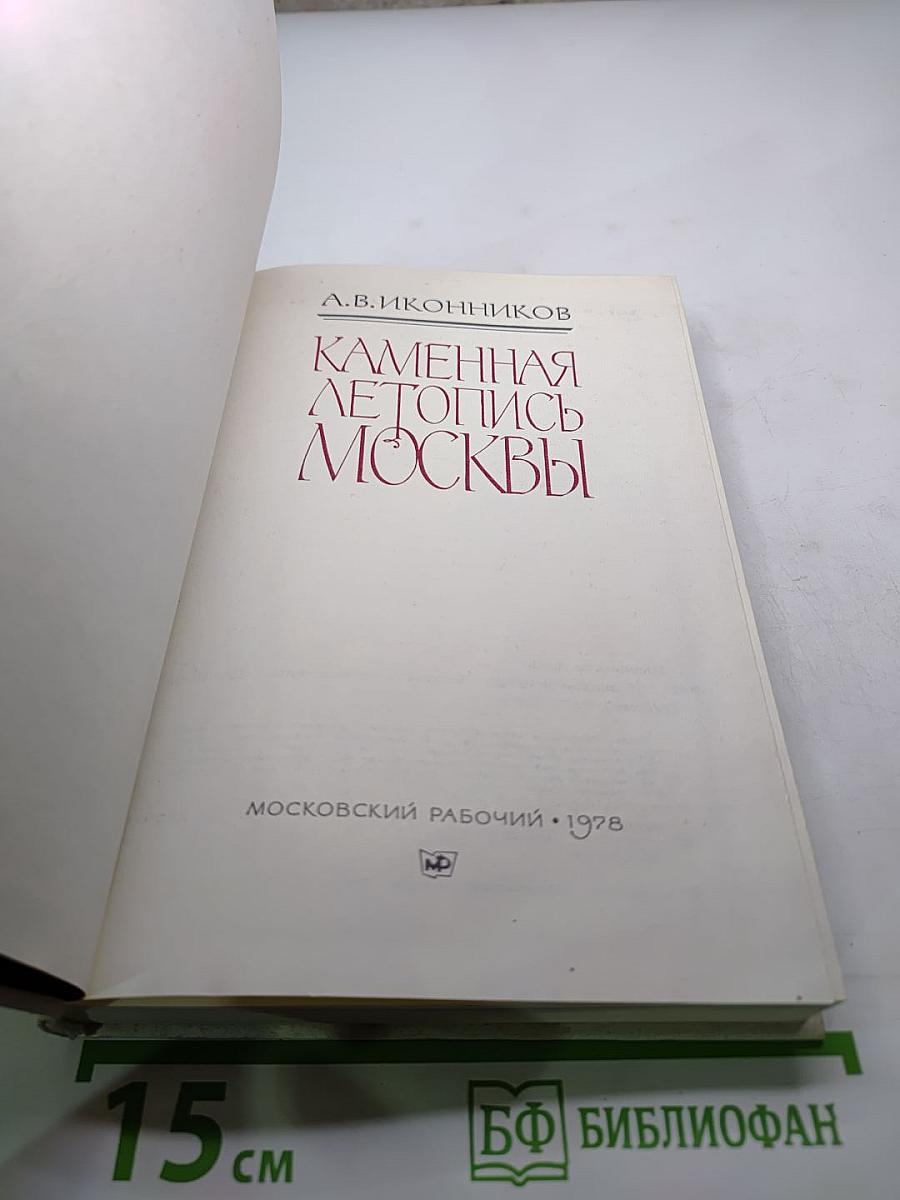 А.В.ИКОННИКОВ
КАМЕННАЯ
ЛЕТОПИСЬ
МОСКВЫ
МОСКОВСКИЙ РАБОЧИЙ • 1978
МР
15 см
БФ БИБЛИОФАН